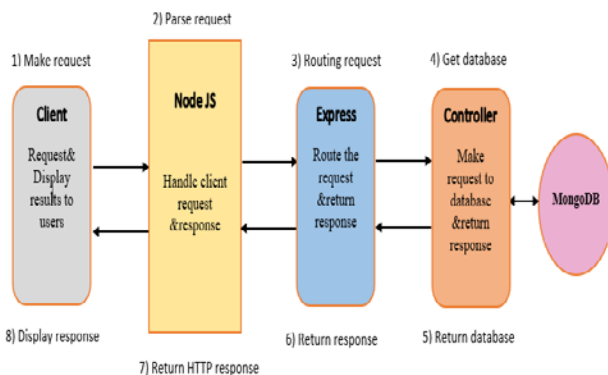 2) Parse request
1) Make request
3) Routing request
4) Get database
Client
Request&
Display
results to
users
Node JS
Handle client
request
&response
Express
Route the
request
&return
response
Controller
Make
request to
database
&return
response
MongoDB
8) Display response
7) Return HTTP response
6) Return response
5) Return database